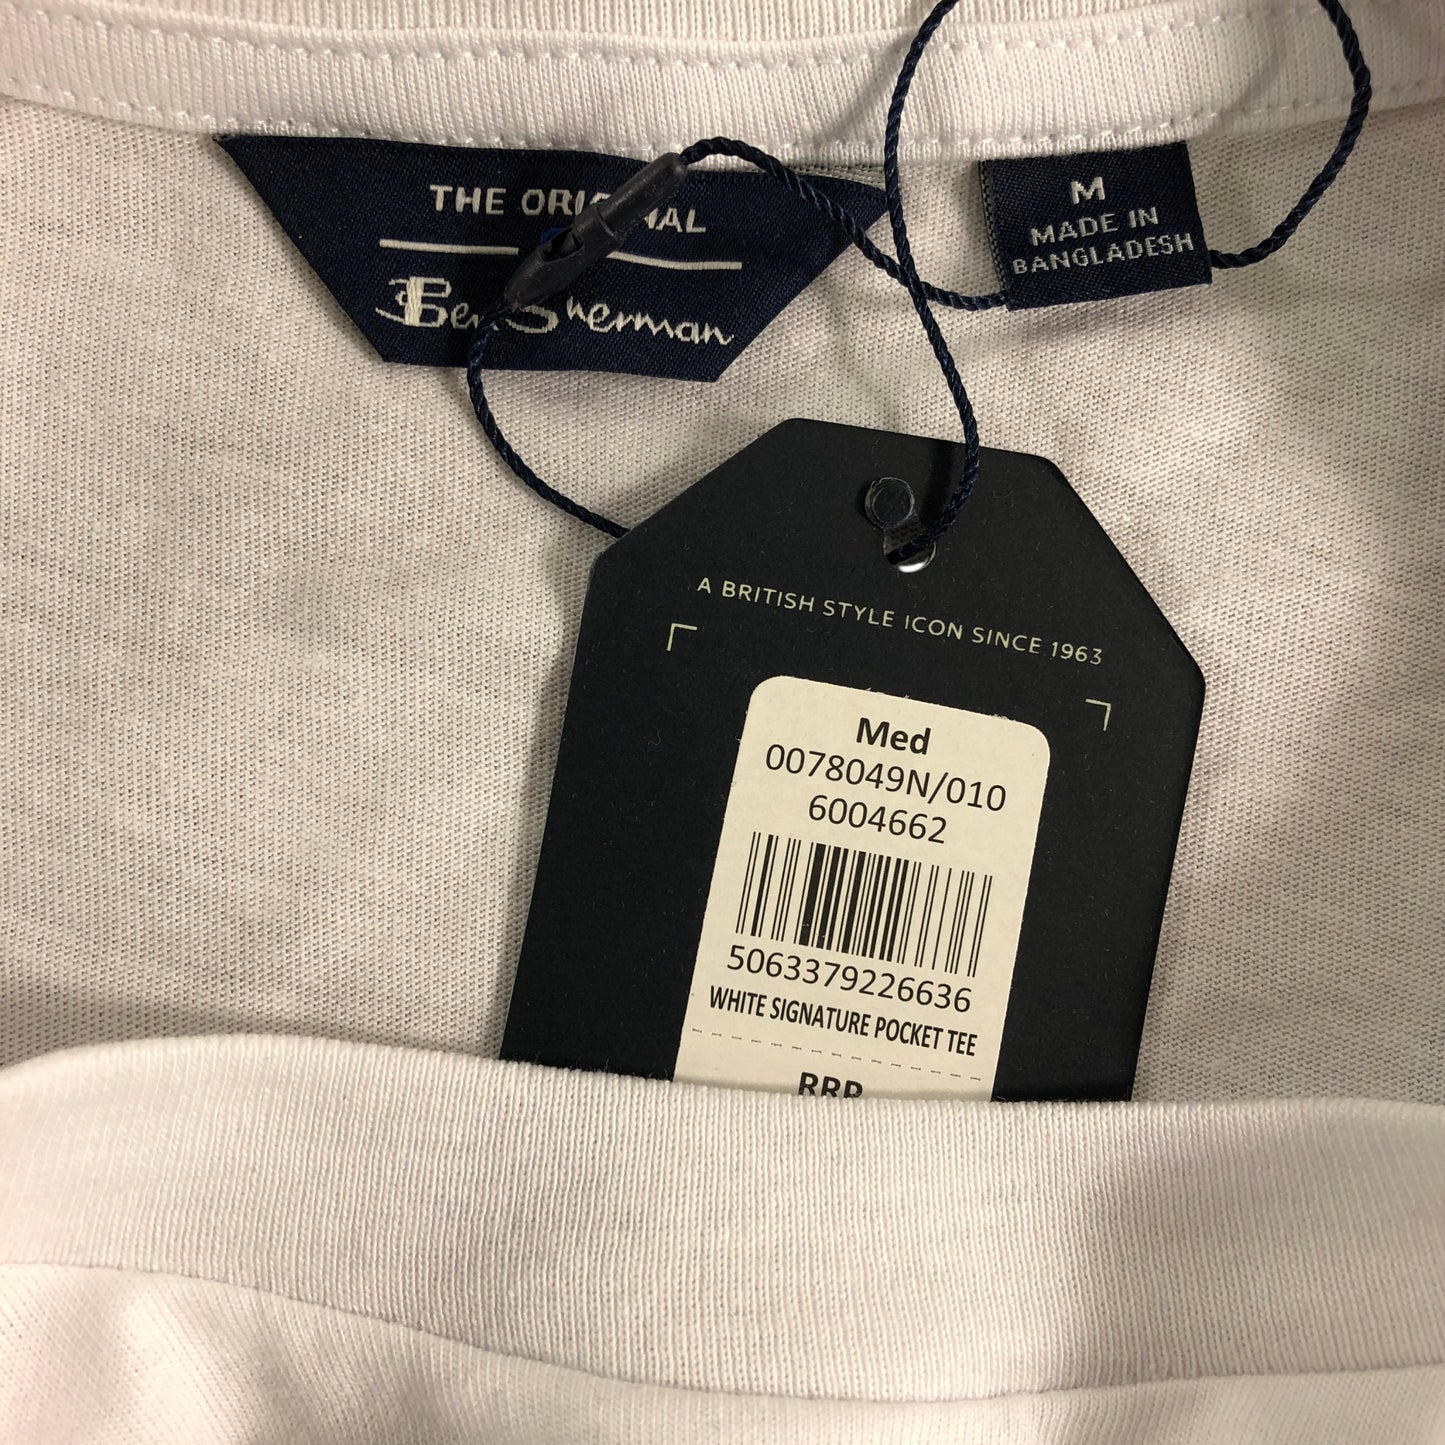 THE ORIGINAL
Ben Sherman
M
MADE IN
BANGLADESH
A BRITISH STYLE ICON SINCE 1963
Med
0078049N/010
6004662
5063379226636
WHITE SIGNATURE POCKET TEE
RRP